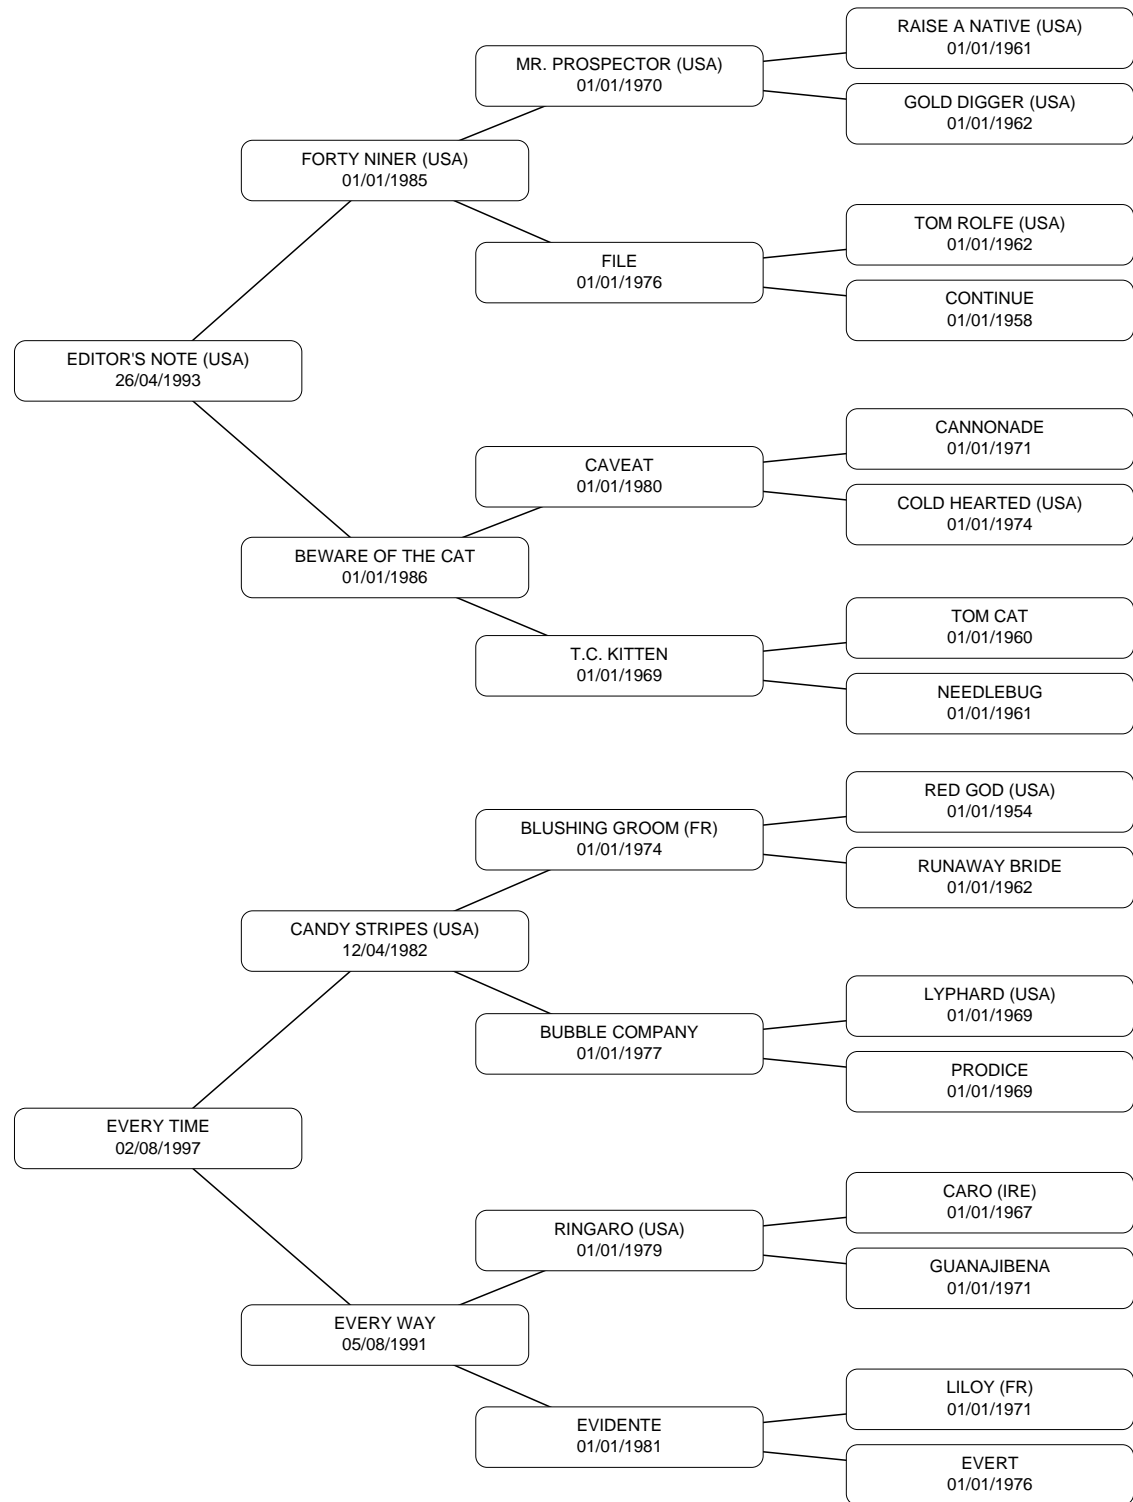 RAISE A NATIVE (USA)
01/01/1961
MR. PROSPECTOR (USA)
01/01/1970
GOLD DIGGER (USA)
01/01/1962
FORTY NINER (USA)
01/01/1985
TOM ROLFE (USA)
01/01/1962
FILE
01/01/1976
CONTINUE
01/01/1958
EDITOR'S NOTE (USA)
26/04/1993
CANNONADE
01/01/1971
CAVEAT
01/01/1980
COLD HEARTED (USA)
01/01/1974
BEWARE OF THE CAT
01/01/1986
TOM CAT
01/01/1960
T.C. KITTEN
01/01/1969
NEEDLEBUG
01/01/1961
RED GOD (USA)
01/01/1954
BLUSHING GROOM (FR)
01/01/1974
RUNAWAY BRIDE
01/01/1962
CANDY STRIPES (USA)
12/04/1982
LYPHARD (USA)
01/01/1969
BUBBLE COMPANY
01/01/1977
PRODICE
01/01/1969
EVERY TIME
02/08/1997
CARO (IRE)
01/01/1967
RINGARO (USA)
01/01/1979
GUANAJIBENA
01/01/1971
EVERY WAY
05/08/1991
LILOY (FR)
01/01/1971
EVIDENTE
01/01/1981
EVERT
01/01/1976